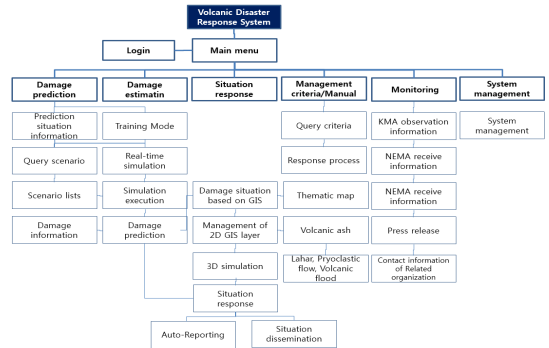 Volcanic Disaster
Response System
Login
Main menu
Damage
prediction
Damage
estimatin
Situation
response
Management
criteria/Manual
Monitoring
System
management
Prediction
situation
information
Training Mode
Query criteria
KMA observation
information
System
management
Query scenario
Real-time
simulation
Response process
NEMA receive
information
Scenario lists
Simulation
execution
Damage situation
based on GIS
Thematic map
NEMA receive
information
Damage
information
Damage
prediction
Management of
2D GIS layer
Volcanic ash
Press release
3D simulation
Lahar, Pryoclastic
flow, Volcanic
flood
Contact information
of Related
organization
Situation
response
Auto-Reporting
Situation
dissemination